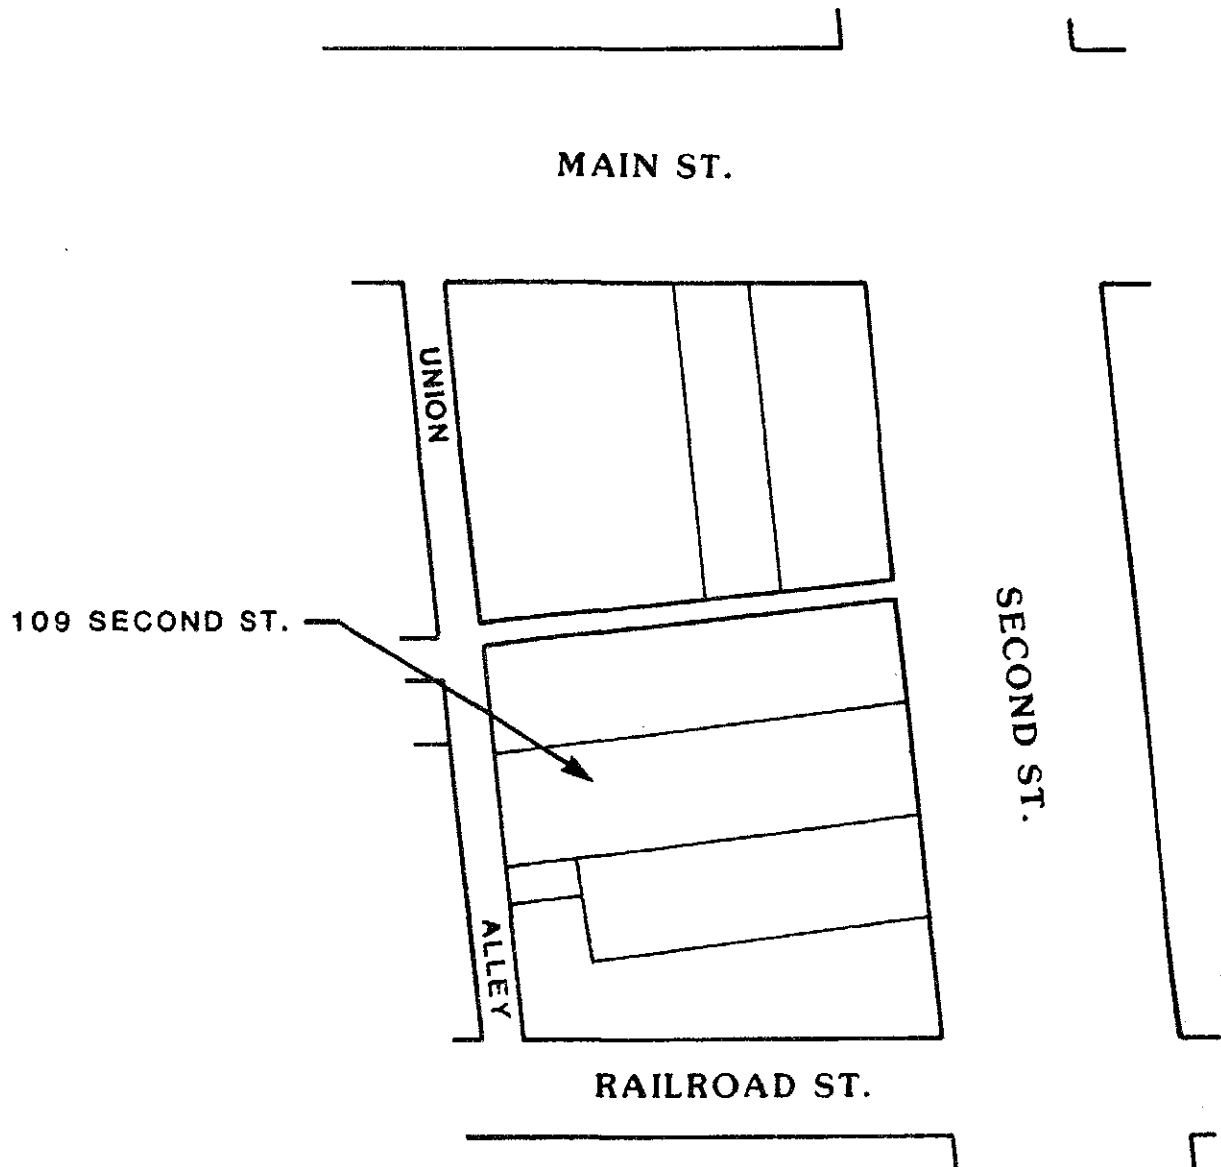 MAIN ST.
UNION
109 SECOND ST.
SECOND ST.
ALLEY
RAILROAD ST.